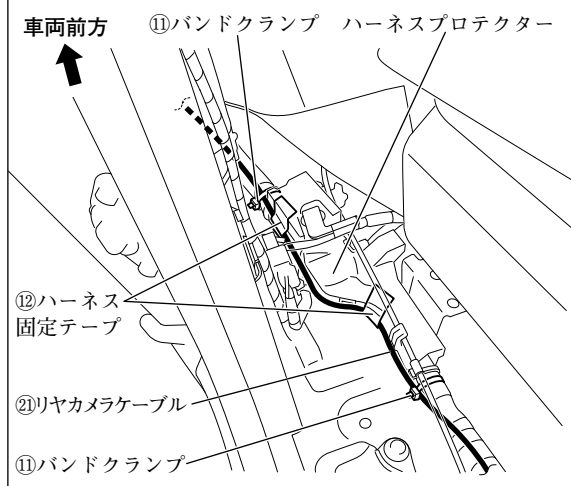 車両前方
⑪バンドクランプ ハーネスプロテクター
⑫ハーネス
固定テープ
㉑リヤカメラケーブル
⑪バンドクランプ